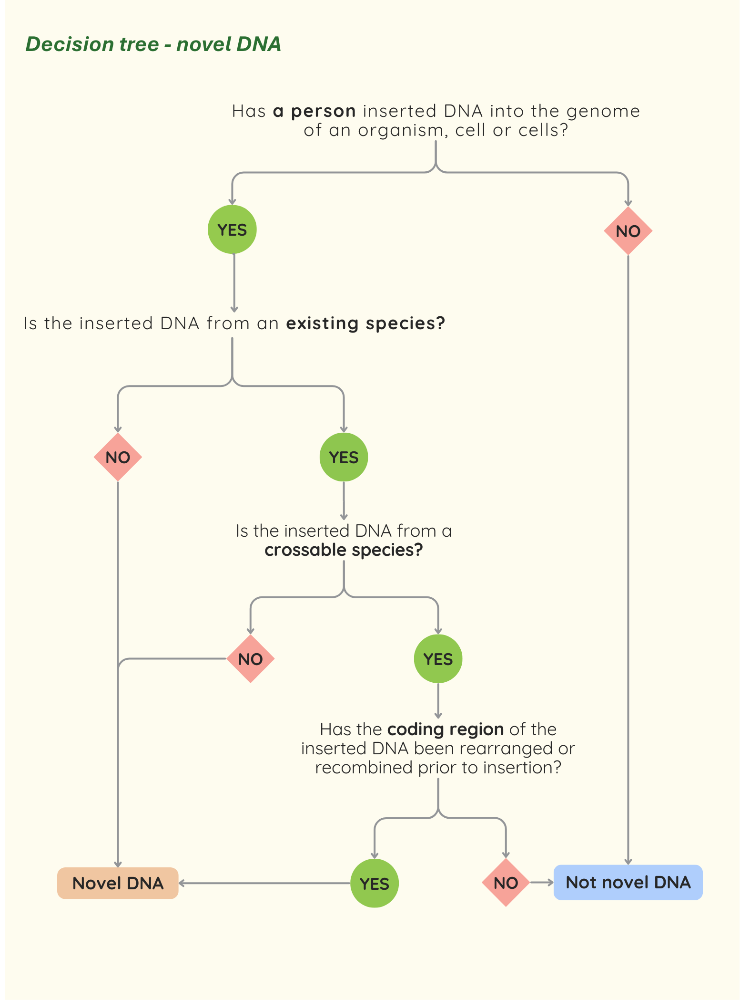 Decision tree - novel DNA
Has a person inserted DNA into the genome
of an organism, cell or cells?
YES
NO
Is the inserted DNA from an existing species?
NO
YES
Is the inserted DNA from a
crossable species?
NO
YES
Has the coding region of the
inserted DNA been rearranged or
recombined prior to insertion?
Novel DNA
YES
NO
Not novel DNA